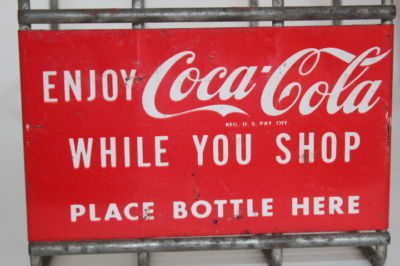 ENJOY Coca-Cola
REG. U.S. PAT. OFF.
WHILE YOU SHOP
PLACE BOTTLE HERE